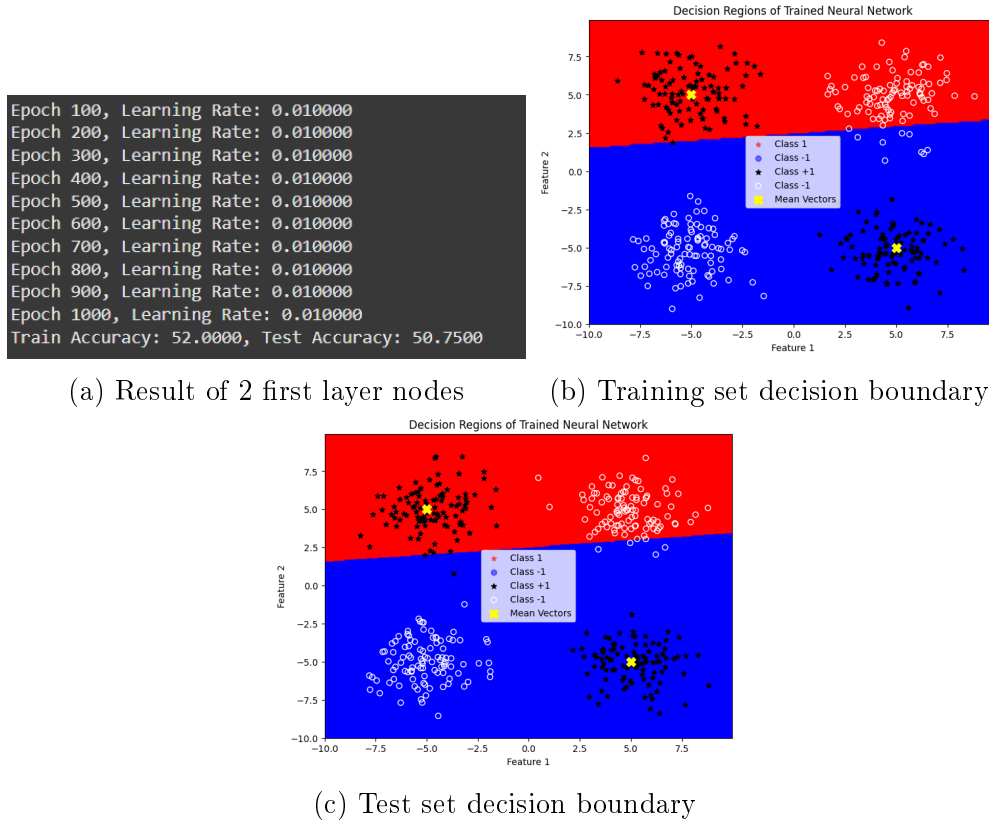 Epoch 100, Learning Rate: 0.010000
Epoch 200, Learning Rate: 0.010000
Epoch 300, Learning Rate: 0.010000
Epoch 400, Learning Rate: 0.010000
Epoch 500, Learning Rate: 0.010000
Epoch 600, Learning Rate: 0.010000
Epoch 700, Learning Rate: 0.010000
Epoch 800, Learning Rate: 0.010000
Epoch 900, Learning Rate: 0.010000
Epoch 1000, Learning Rate: 0.010000
Train Accuracy: 52.0000, Test Accuracy: 50.7500
(a) Result of 2 first layer nodes
Decision Regions of Trained Neural Network
Feature 2
7.5
5.0
2.5
0.0
−2.5
−5.0
−7.5
−10.0
Class 1
Class -1
Class +1
Class -1
Mean Vectors
−10.0 −7.5 −5.0 −2.5 0.0 2.5 5.0 7.5
Feature 1
(b) Training set decision boundary
Decision Regions of Trained Neural Network
Feature 2
7.5
5.0
2.5
0.0
−2.5
−5.0
−7.5
−10.0
Class 1
Class -1
Class +1
Class -1
Mean Vectors
−10.0 −7.5 −5.0 −2.5 0.0 2.5 5.0 7.5
Feature 1
(c) Test set decision boundary